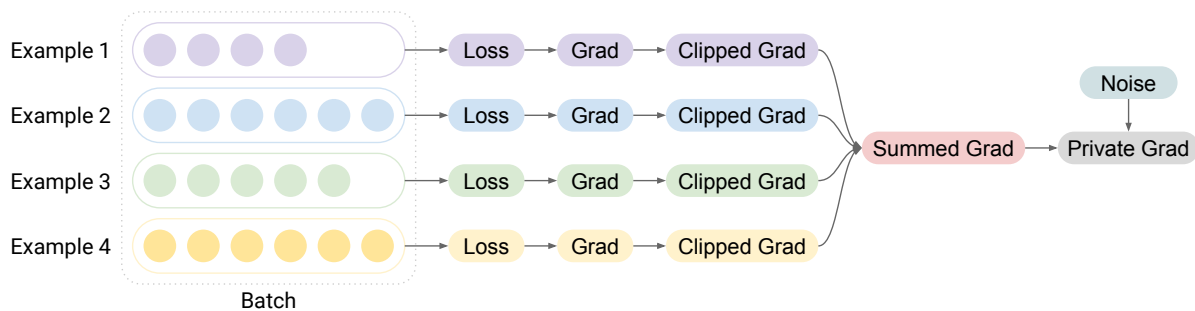 Example 1 Loss Grad Clipped Grad
Noise
Example 2 Loss Grad Clipped Grad
Summed Grad Private Grad
Example 3 Loss Grad Clipped Grad
Example 4 Loss Grad Clipped Grad
Batch